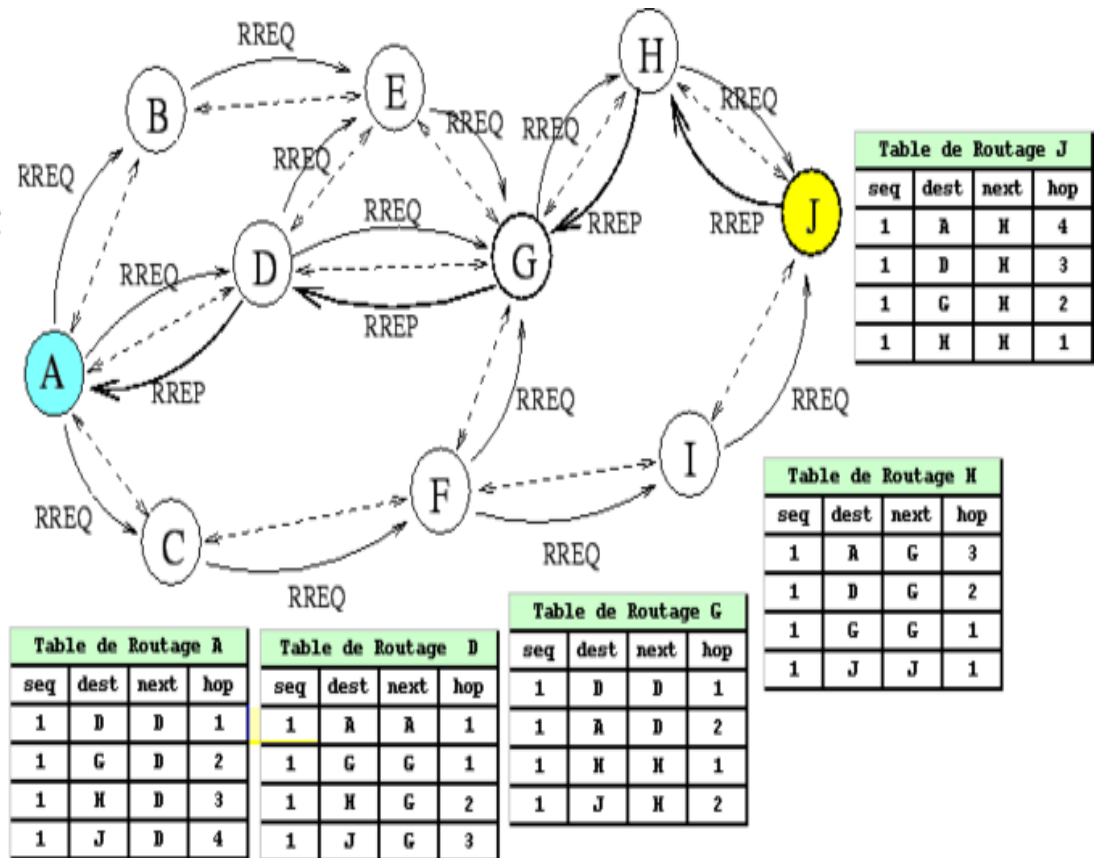 RREQ
H
E
B
RREQ
RREQ
RREQ
RREQ
RREQ
RREQ
RREQ
J
RREP
RREP
D
G
RREQ
RREP
A
RREP
RREQ
RREQ
I
F
RREQ
C
RREQ
RREQ
Table de Routage J
seq dest next hop
1 A H 4
1 D H 3
1 G H 2
1 H H 1
Table de Routage H
seq dest next hop
1 A G 3
1 D G 2
1 G G 1
1 J J 1
Table de Routage G
seq dest next hop
1 D D 1
1 A D 2
1 H H 1
1 J H 2
Table de Routage A
seq dest next hop
1 D D 1
1 G D 2
1 H D 3
1 J D 4
Table de Routage D
seq dest next hop
1 A A 1
1 G G 1
1 H G 2
1 J G 3